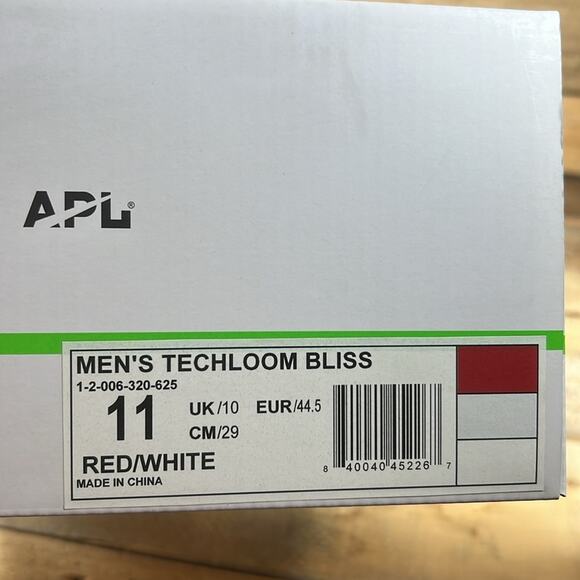 APL®
MEN'S TECHLOOM BLISS
1-2-006-320-625
11 UK/10 EUR/44.5
CM/29
RED/WHITE
MADE IN CHINA
8 40040 45226 7